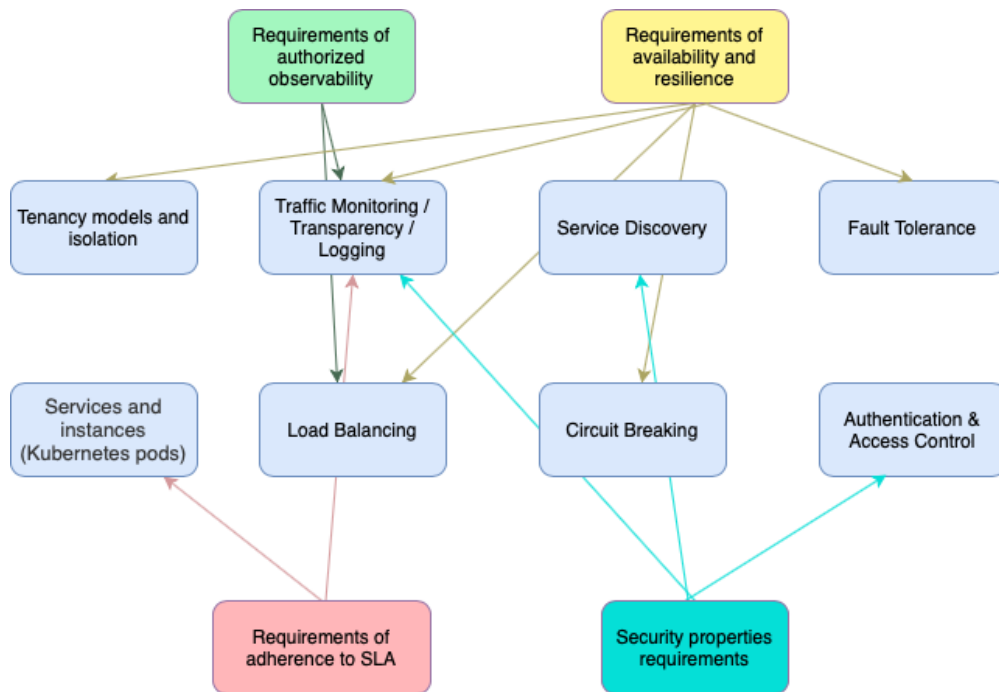 Requirements of
authorized
observability
Requirements of
availability and
resilience
Tenancy models and
isolation
Traffic Monitoring /
Transparency /
Logging
Service Discovery
Fault Tolerance
Services and
instances
(Kubernetes pods)
Load Balancing
Circuit Breaking
Authentication &
Access Control
Requirements of
adherence to SLA
Security properties
requirements